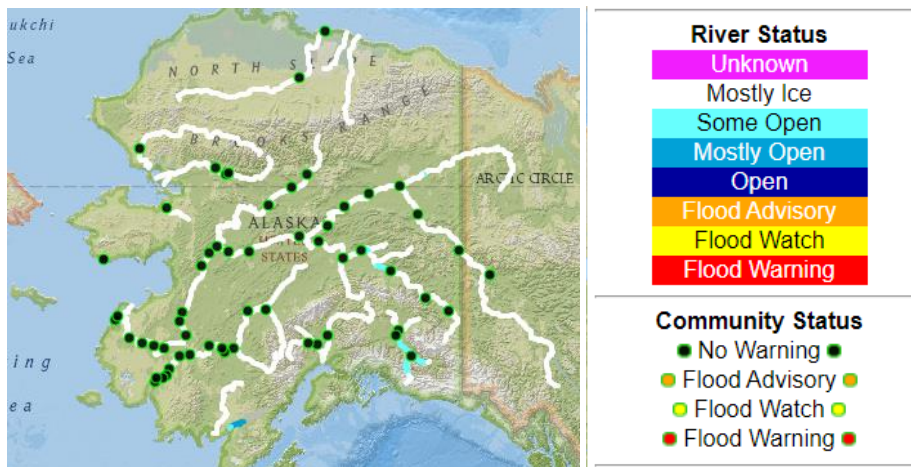 ukchi
Sea
NORTH SLOPE
BROOKS RANGE
ARCTIC CIRCLE
ALASKA
STATES
ing
ea
River Status
Unknown
Mostly Ice
Some Open
Mostly Open
Open
Flood Advisory
Flood Watch
Flood Warning
Community Status
No Warning
Flood Advisory
Flood Watch
Flood Warning